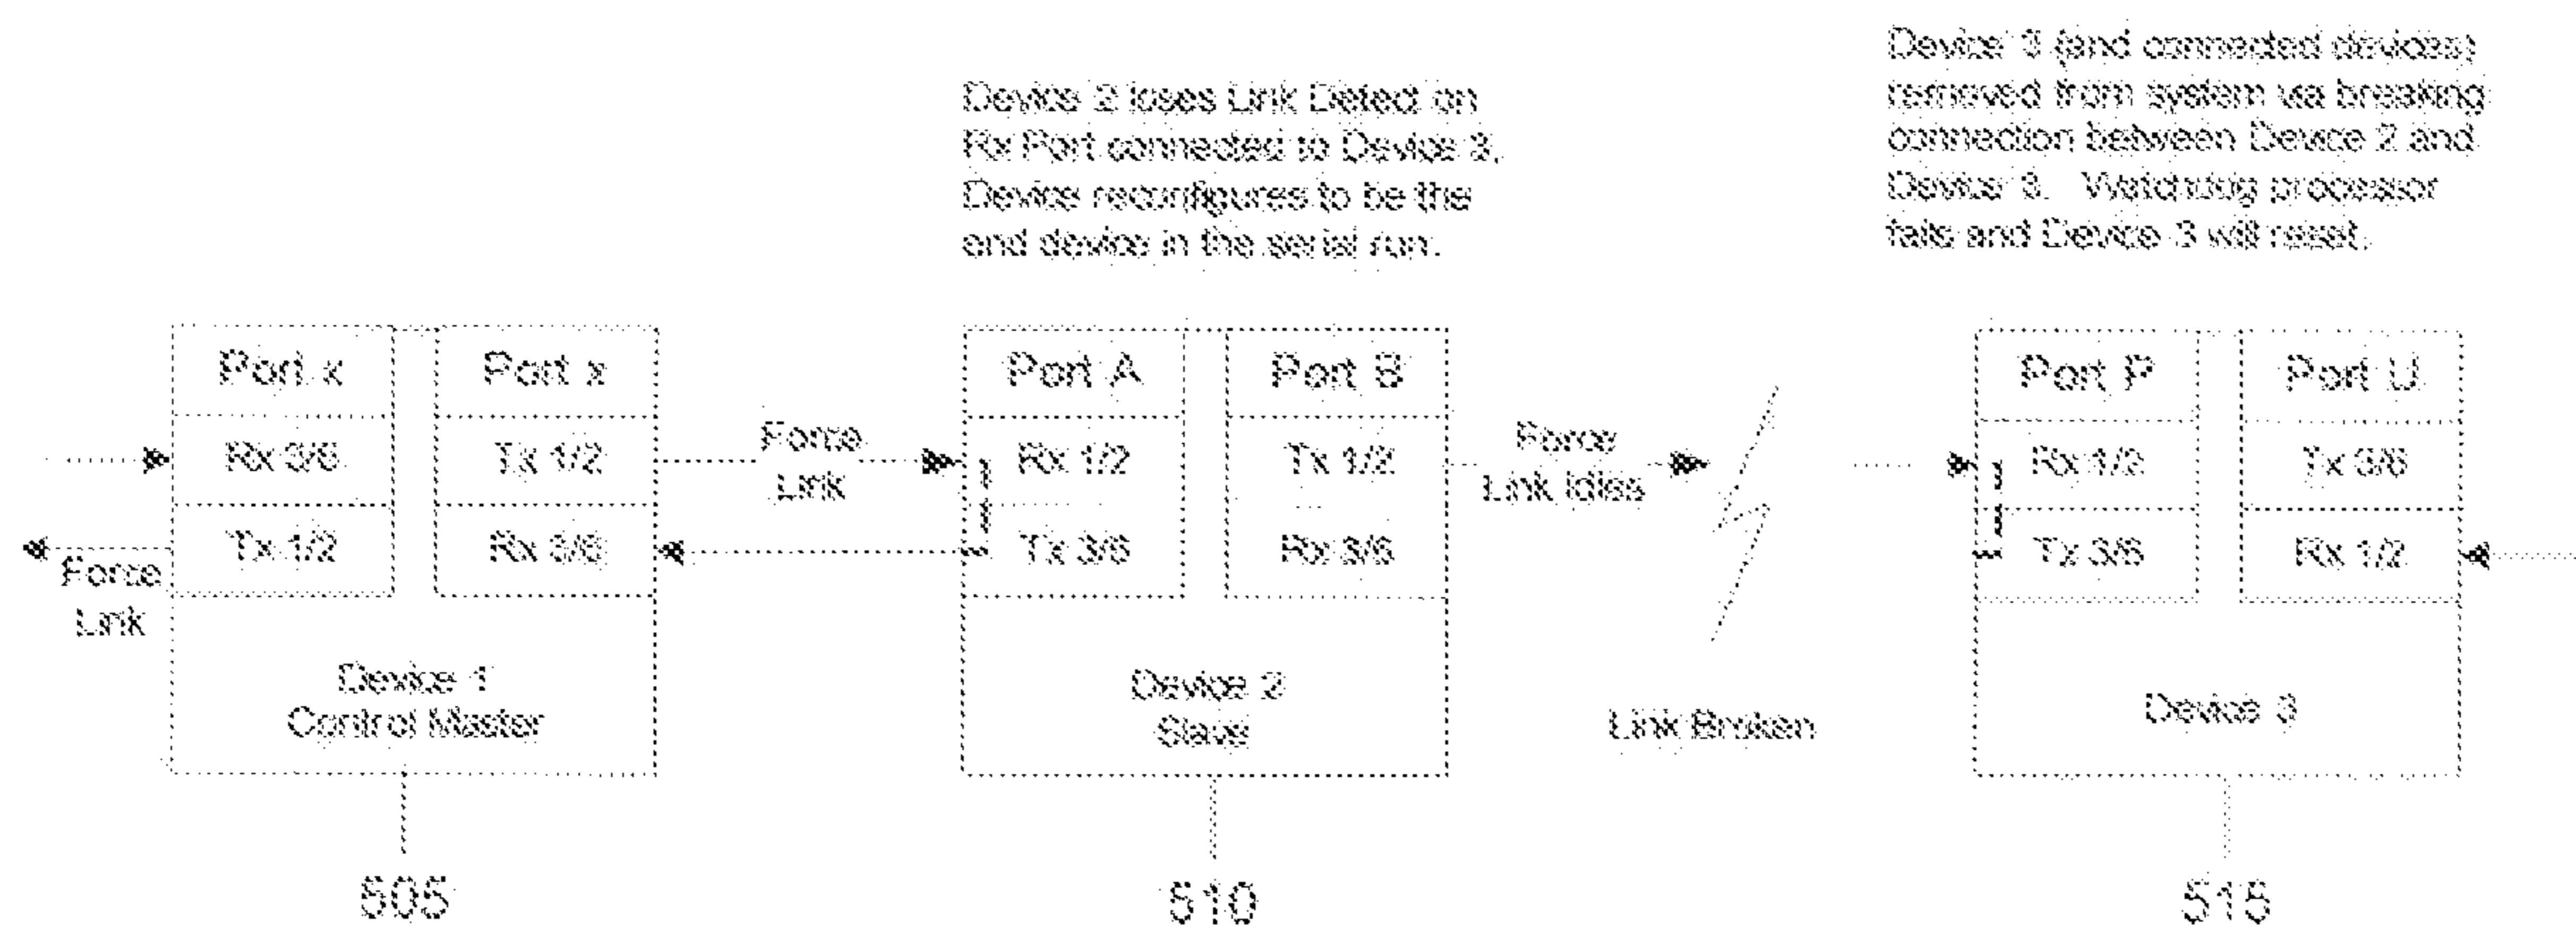 Device 3 (and connected devices)
removed from system via breaking
connection between Device 2 and
Device 3. Watchdog processor
fails and Device 3 will reset.
Device 2 loses Link Detect on
Rx Port connected to Device 3.
Device reconfigures to be the
end device in the serial run.
Port x
Port x
Port A
Port B
Port P
Port U
Rx 3/6
Tx 1/2
Force
Link
Rx 1/2
Tx 1/2
Force
Link Idles
Rx 1/2
Tx 3/6
Tx 1/2
Rx 3/6
Tx 3/6
Rx 3/6
Tx 3/6
Rx 1/2
Force
Link
Device 1
Control Master
Device 2
Slave
Link Broken
Device 3
505
510
515